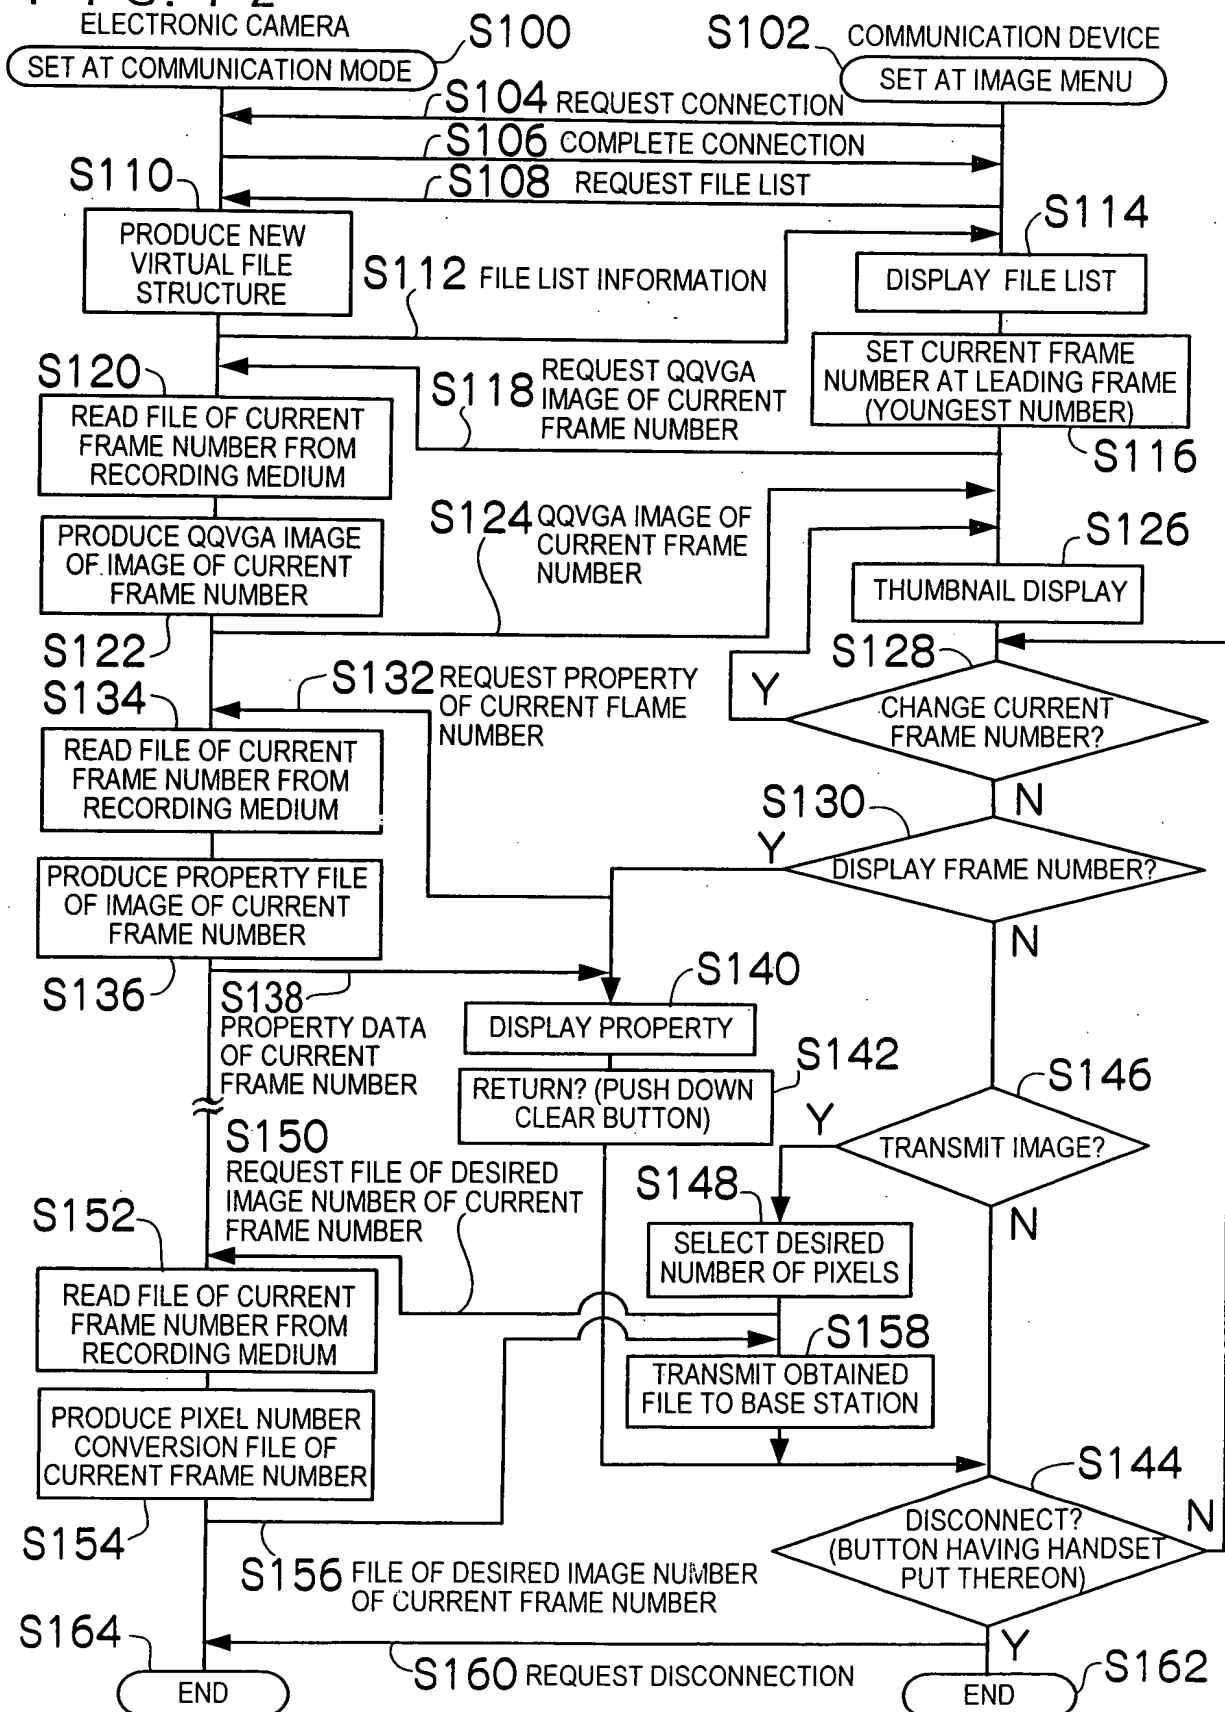 FIG. 12
ELECTRONIC CAMERA
S100
S102
COMMUNICATION DEVICE
SET AT COMMUNICATION MODE
SET AT IMAGE MENU
S104 REQUEST CONNECTION
S106 COMPLETE CONNECTION
S108 REQUEST FILE LIST
S110
PRODUCE NEW
VIRTUAL FILE
STRUCTURE
S112 FILE LIST INFORMATION
S114
DISPLAY FILE LIST
SET CURRENT FRAME
NUMBER AT LEADING FRAME
(YOUNGEST NUMBER)
S116
S118
REQUEST QQVGA
IMAGE OF CURRENT
FRAME NUMBER
S120
READ FILE OF CURRENT
FRAME NUMBER FROM
RECORDING MEDIUM
PRODUCE QQVGA IMAGE
OF IMAGE OF CURRENT
FRAME NUMBER
S122
S124 QQVGA IMAGE OF
CURRENT FRAME
NUMBER
S126
THUMBNAIL DISPLAY
S128
Y
CHANGE CURRENT
FRAME NUMBER?
N
S132 REQUEST PROPERTY
OF CURRENT FLAME
NUMBER
S134
READ FILE OF CURRENT
FRAME NUMBER FROM
RECORDING MEDIUM
S130
Y
DISPLAY FRAME NUMBER?
N
PRODUCE PROPERTY FILE
OF IMAGE OF CURRENT
FRAME NUMBER
S136
S138
PROPERTY DATA
OF CURRENT
FRAME NUMBER
S140
DISPLAY PROPERTY
S142
RETURN? (PUSH DOWN
CLEAR BUTTON)
S146
Y
TRANSMIT IMAGE?
N
S148
SELECT DESIRED
NUMBER OF PIXELS
S150
REQUEST FILE OF DESIRED
IMAGE NUMBER OF CURRENT
FRAME NUMBER
S152
READ FILE OF CURRENT
FRAME NUMBER FROM
RECORDING MEDIUM
S158
TRANSMIT OBTAINED
FILE TO BASE STATION
PRODUCE PIXEL NUMBER
CONVERSION FILE OF
CURRENT FRAME NUMBER
S154
S156 FILE OF DESIRED IMAGE NUMBER
OF CURRENT FRAME NUMBER
S144
DISCONNECT?
(BUTTON HAVING HANDSET
PUT THEREON)
N
Y
S160 REQUEST DISCONNECTION
S164
END
S162
END